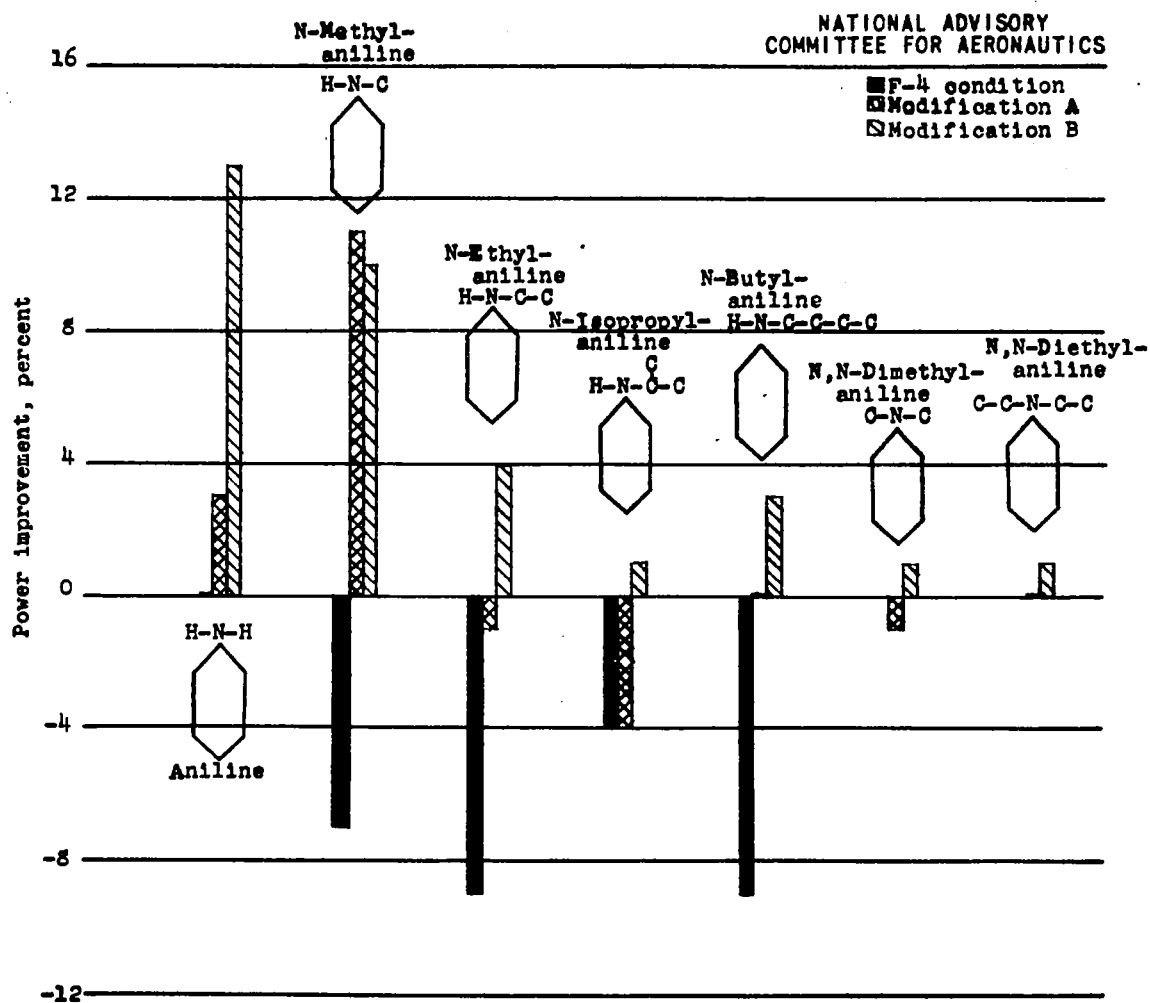 NATIONAL ADVISORY
COMMITTEE FOR AERONAUTICS
F-4 condition
Modification A
Modification B
Power improvement, percent
16
12
8
4
0
-4
-8
-12
H-N-H
Aniline
N-Methyl-
aniline
H-N-C
N-Ethyl-
aniline
H-N-C-C
N-Isopropyl-
aniline
C
H-N-C-C
N-Butyl-
aniline
H-N-C-C-C-C
N,N-Dimethyl-
aniline
C-N-C
N,N-Diethyl-
aniline
C-C-N-C-C